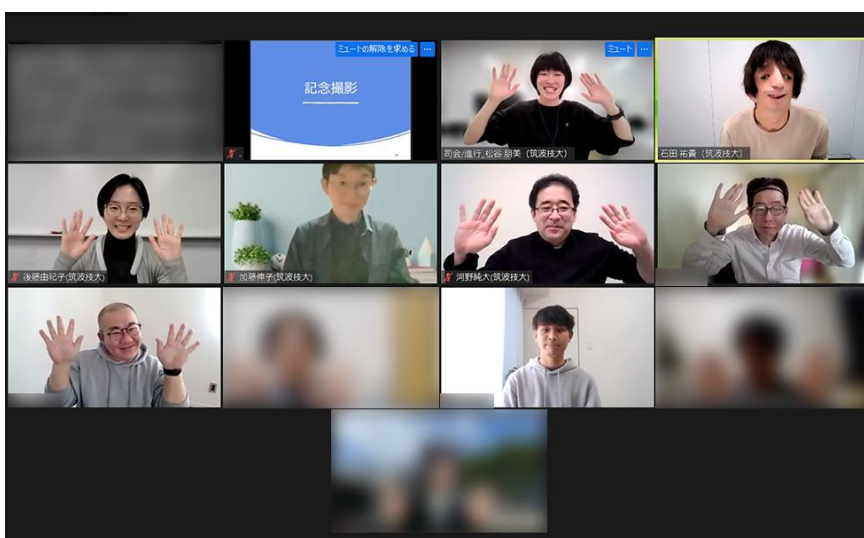 ミュートの解除を求める ...
記念撮影
ミュート ...
司会/進行_松谷 朋美 (筑波技大)
石田 祐貴 (筑波技大)
後藤由紀子(筑波技大)
加藤伸子(筑波技大)
河野純大(筑波技大)